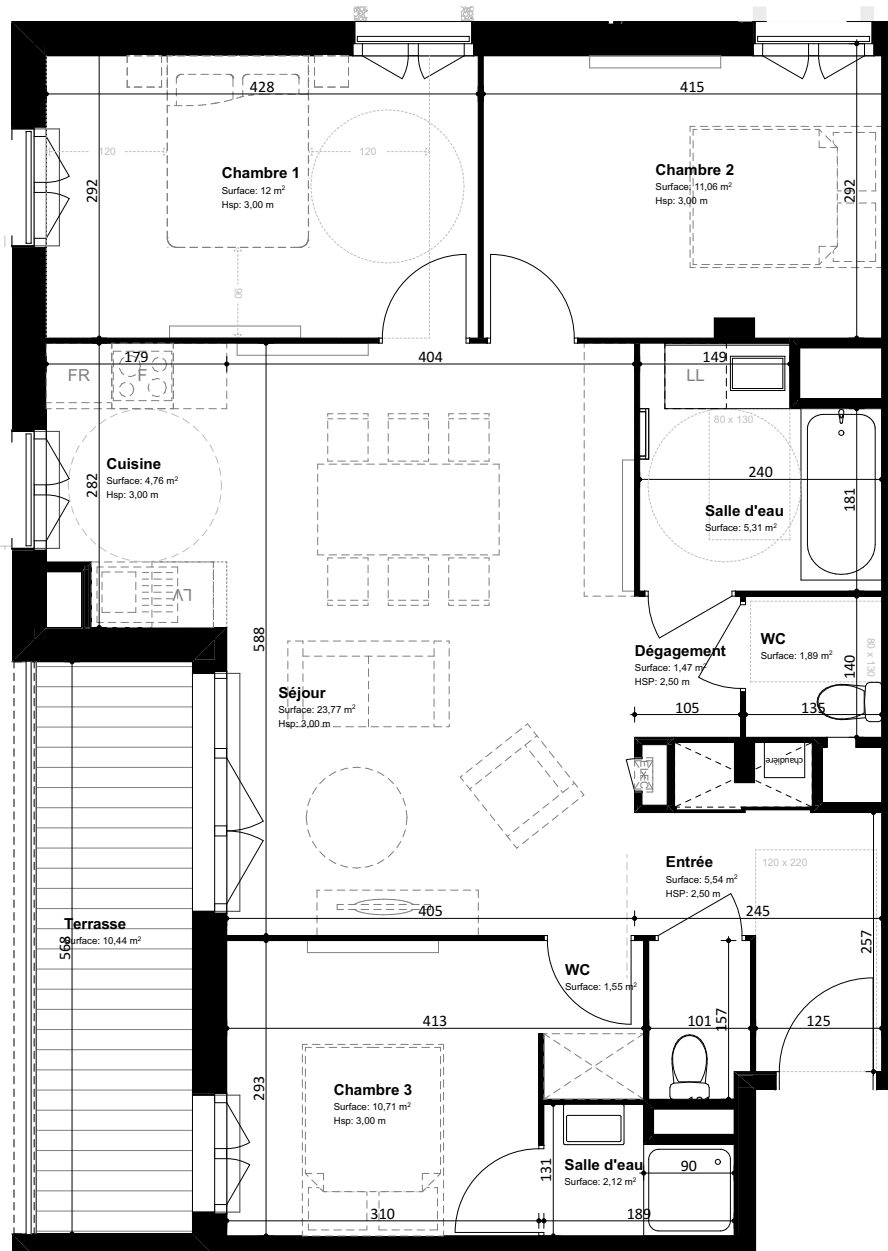 428
415
120
120
Chambre 1
Surface: 12 m²
Hsp: 3,00 m
292
90
Chambre 2
Surface: 11,06 m²
Hsp: 3,00 m
292
179
404
149
FR
F
LL
80 x 130
Cuisine
Surface: 4,76 m²
Hsp: 3,00 m
282
240
181
Salle d'eau
Surface: 5,31 m²
LV
588
Dégagement
Surface: 1,47 m²
HSP: 2,50 m
WC
Surface: 1,89 m²
80 x 130
140
105
135
Séjour
Surface: 23,77 m²
Hsp: 3,00 m
chaudière
Entrée
Surface: 5,54 m²
HSP: 2,50 m
120 x 220
405
245
257
Terrasse
Surface: 10,44 m²
568
WC
Surface: 1,55 m²
413
101
157
125
293
Chambre 3
Surface: 10,71 m²
Hsp: 3,00 m
131
Salle d'eau
Surface: 2,12 m²
90
310
189